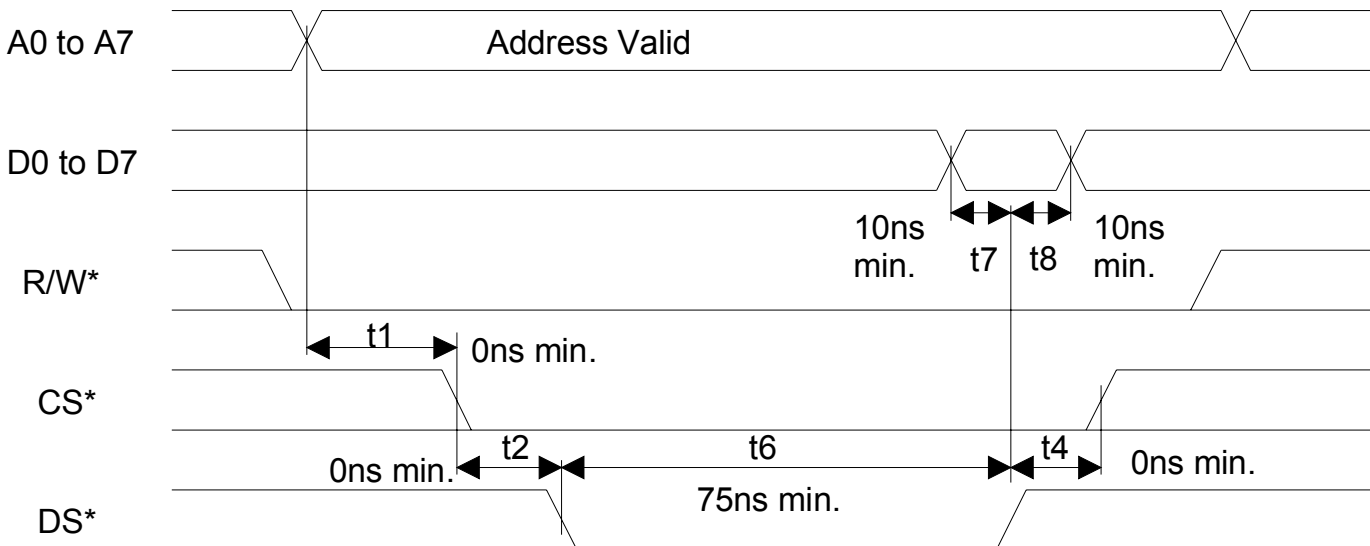 A0 to A7
Address Valid
D0 to D7
10ns
min.
t7
t8
10ns
min.
R/W*
t1
0ns min.
CS*
0ns min.
t2
t6
t4
0ns min.
75ns min.
DS*